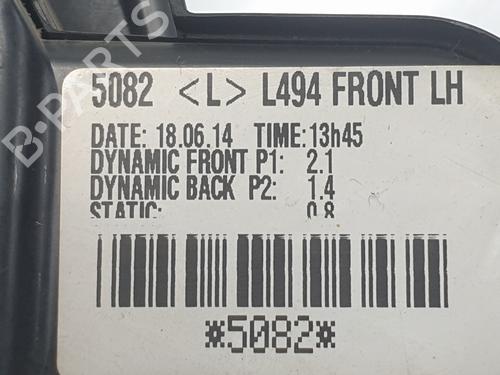 5082 <L> L494 FRONT LH
DATE: 18.06.14 TIME:13h45
DYNAMIC FRONT P1: 2.1
DYNAMIC BACK P2: 1.4
STATIC: 0.8
*5082*
B-PARTS